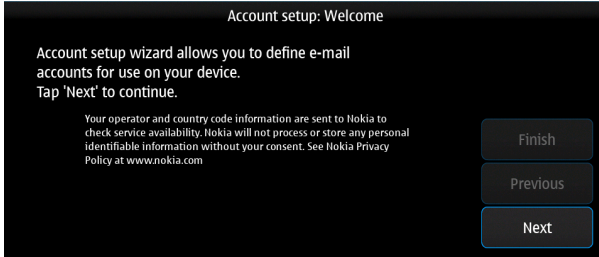 Account setup: Welcome
Account setup wizard allows you to define e-mail
accounts for use on your device.
Tap 'Next' to continue.
Your operator and country code information are sent to Nokia to
check service availability. Nokia will not process or store any personal
identifiable information without your consent. See Nokia Privacy
Policy at www.nokia.com
Finish
Previous
Next